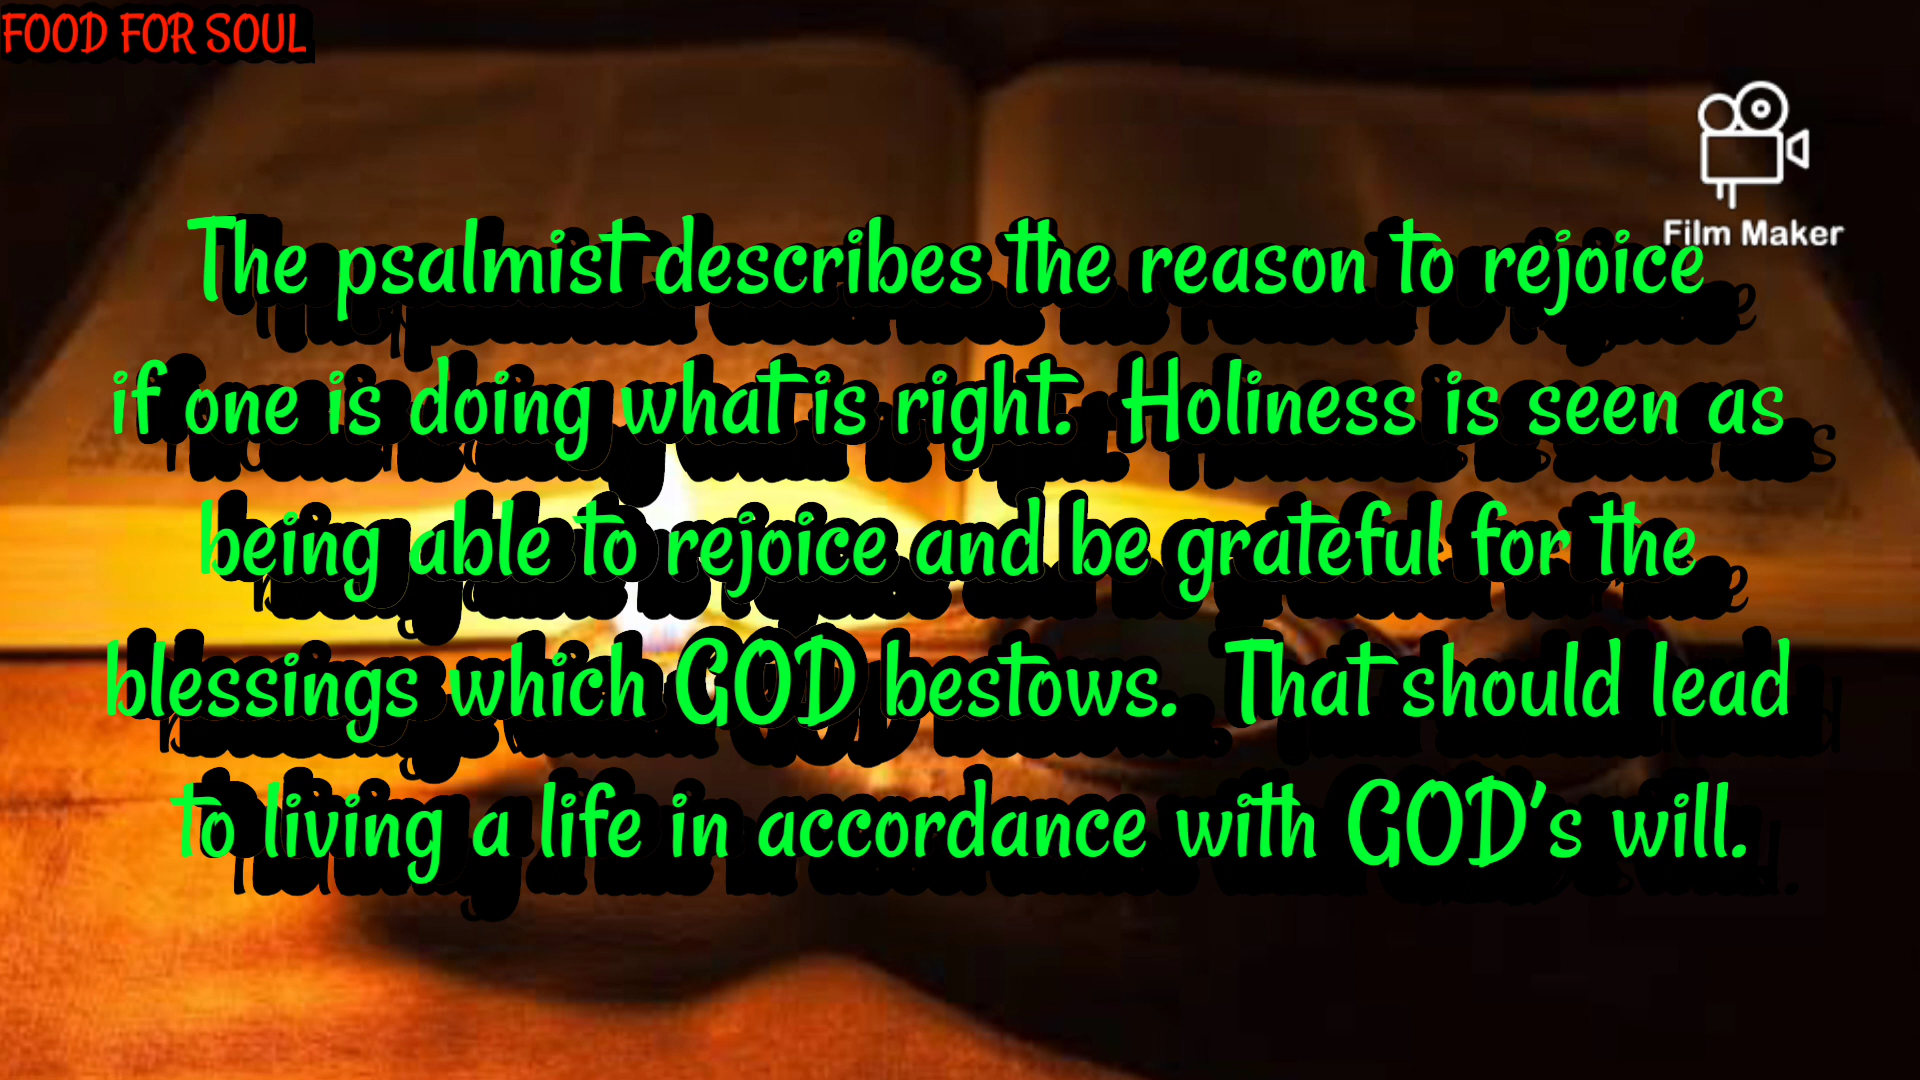 FOOD FOR SOUL
Film Maker
The psalmist describes the reason to rejoice
if one is doing what is right. Holiness is seen as
being able to rejoice and be grateful for the
blessings which GOD bestows. That should lead
to living a life in accordance with GOD's will.